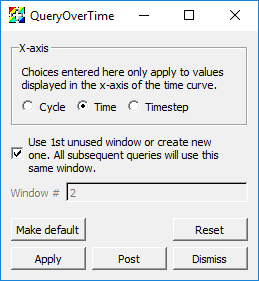 QueryOverTime
X-axis
Choices entered here only apply to values
displayed in the x-axis of the time curve.
Cycle Time Timestep
Use 1st unused window or create new
one. All subsequent queries will use this
same window.
Window # 2
Make default Reset
Apply Post Dismiss